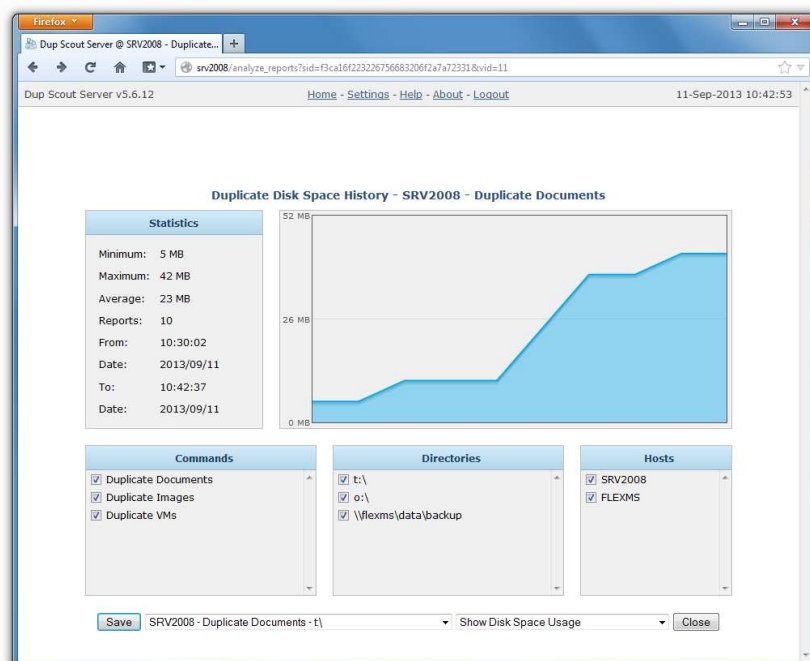 Firefox
Dup Scout Server @ SRV2008 - Duplicate...
srv2008/analyze_reports?sid=f3ca16f223226756683206f2a7a72331&vid=11
Dup Scout Server v5.6.12
Home - Settings - Help - About - Logout
11-Sep-2013 10:42:53
Duplicate Disk Space History - SRV2008 - Duplicate Documents
Statistics
Minimum: 5 MB
Maximum: 42 MB
Average: 23 MB
Reports: 10
From: 10:30:02
Date: 2013/09/11
To: 10:42:37
Date: 2013/09/11
52 MB
26 MB
0 MB
Commands
Duplicate Documents
Duplicate Images
Duplicate VMs
Directories
t:\
o:\
\\flexms\data\backup
Hosts
SRV2008
FLEXMS
Save
SRV2008 - Duplicate Documents - t:\
Show Disk Space Usage
Close